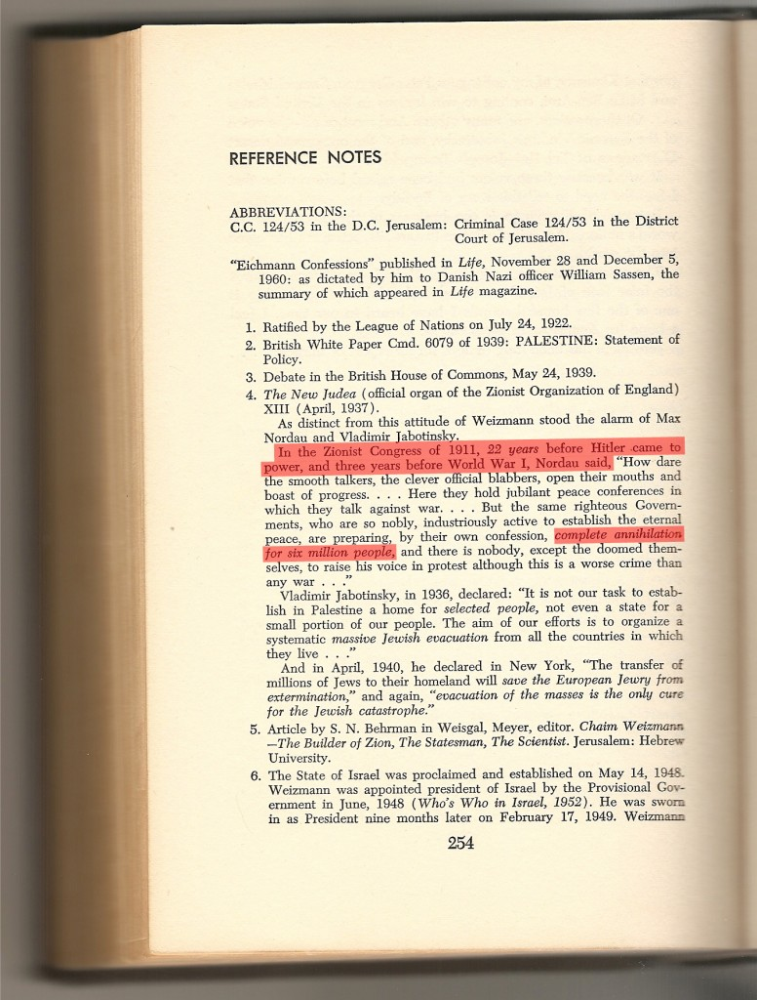 REFERENCE NOTES
ABBREVIATIONS:
C.C. 124/53 in the D.C. Jerusalem: Criminal Case 124/53 in the District
Court of Jerusalem.
"Eichmann Confessions" published in Life, November 28 and December 5,
1960: as dictated by him to Danish Nazi officer William Sassen, the
summary of which appeared in Life magazine.
1. Ratified by the League of Nations on July 24, 1922.
2. British White Paper Cmd. 6079 of 1939: PALESTINE: Statement of
Policy.
3. Debate in the British House of Commons, May 24, 1939.
4. The New Judea (official organ of the Zionist Organization of England)
XIII (April, 1937).
As distinct from this attitude of Weizmann stood the alarm of Max
Nordau and Vladimir Jabotinsky.
In the Zionist Congress of 1911, 22 years before Hitler came to
power, and three years before World War I, Nordau said, "How dare
the smooth talkers, the clever official blabbers, open their mouths and
boast of progress. . . . Here they hold jubilant peace conferences in
which they talk against war. . . . But the same righteous Govern-
ments, who are so nobly, industriously active to establish the eternal
peace, are preparing, by their own confession, complete annihilation
for six million people, and there is nobody, except the doomed them-
selves, to raise his voice in protest although this is a worse crime than
any war . . ."
Vladimir Jabotinsky, in 1936, declared: "It is not our task to estab-
lish in Palestine a home for selected people, not even a state for a
small portion of our people. The aim of our efforts is to organize a
systematic massive Jewish evacuation from all the countries in which
they live . . ."
And in April, 1940, he declared in New York, "The transfer of
millions of Jews to their homeland will save the European Jewry from
extermination," and again, "evacuation of the masses is the only cure
for the Jewish catastrophe."
5. Article by S. N. Behrman in Weisgal, Meyer, editor. Chaim Weizmann
—The Builder of Zion, The Statesman, The Scientist. Jerusalem: Hebrew
University.
6. The State of Israel was proclaimed and established on May 14, 1948.
Weizmann was appointed president of Israel by the Provisional Gov-
ernment in June, 1948 (Who's Who in Israel, 1952). He was sworn
in as President nine months later on February 17, 1949. Weizmann
254